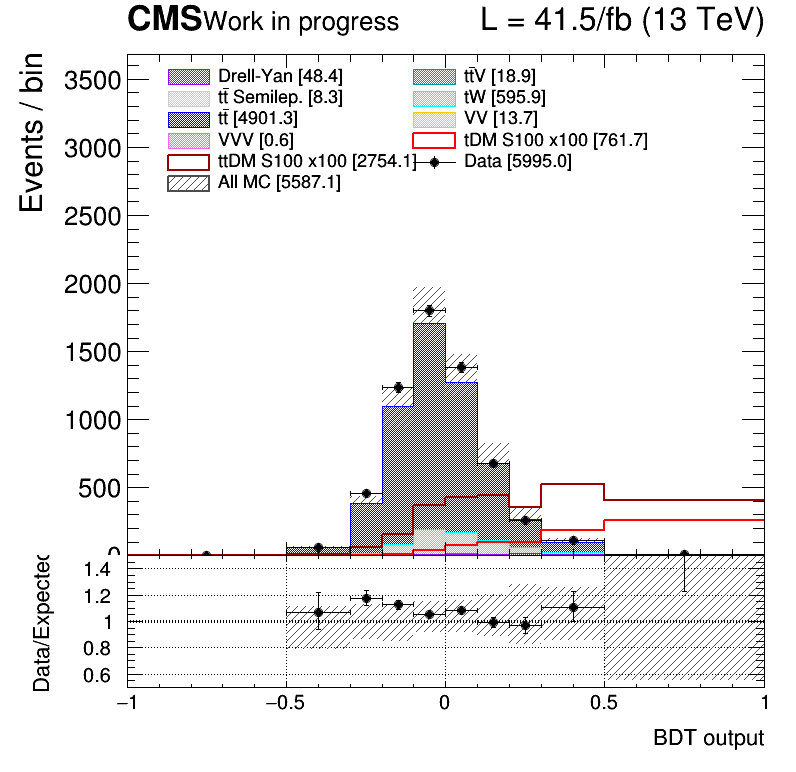 CMS Work in progress L = 41.5/fb (13 TeV)
Events / bin
3500
3000
2500
2000
1500
1000
500
0
Drell-Yan [48.4] tt̄V [18.9]
tt̄ Semilep. [8.3] tW [595.9]
tt̄ [4901.3] VV [13.7]
VVV [0.6] tDM S100 x100 [761.7]
ttDM S100 x100 [2754.1] Data [5995.0]
All MC [5587.1]
Data/Expected
1.4
1.2
1
0.8
0.6
−1 −0.5 0 0.5 1
BDT output